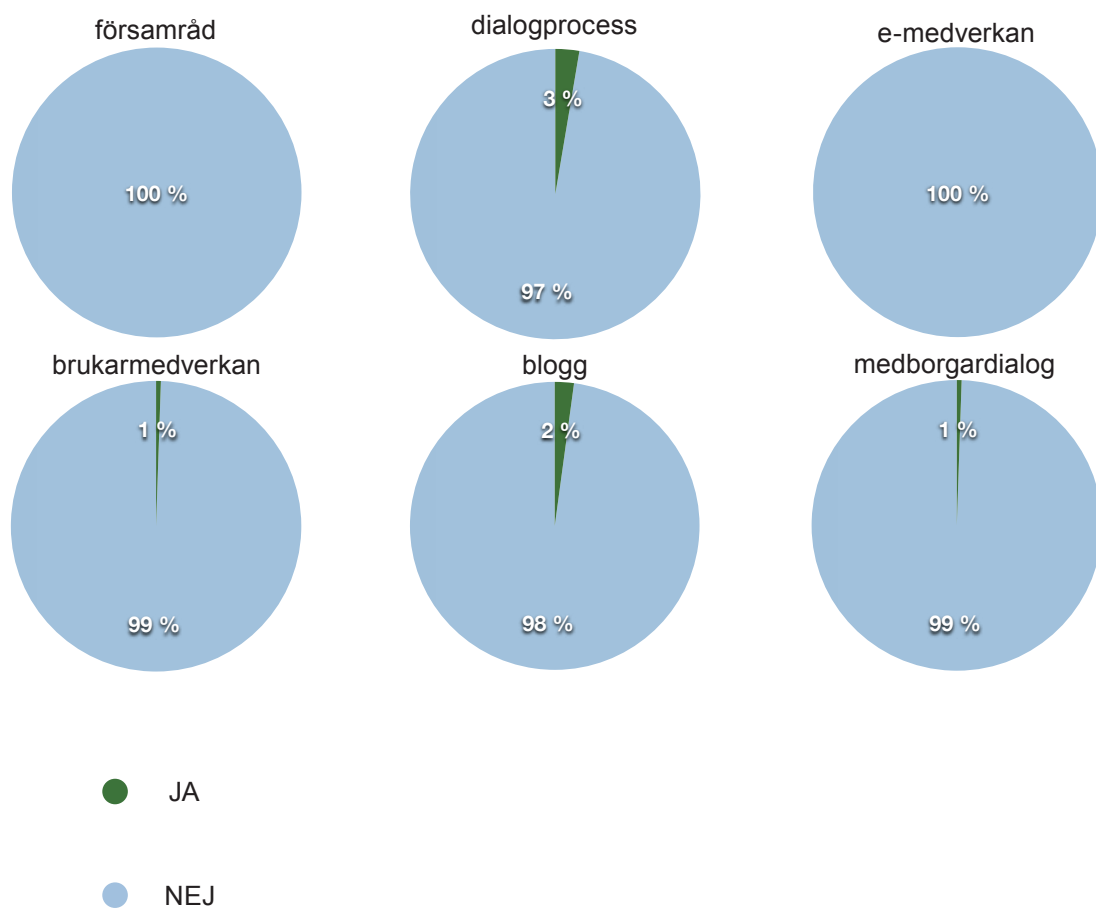 församråd
dialogprocess
e-medverkan
100 %
3 %
97 %
100 %
brukarmedverkan
blogg
medborgardialog
1 %
99 %
2 %
98 %
1 %
99 %
JA
NEJ